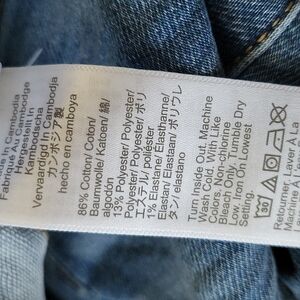 Fabriqué Au Cambodge
Hergestellt in
Kambodscha
Vervaardigd in Cambodja
カンボジア製
hecho en camboya
86% Cotton/ Coton/
Baumwolle/ Katoen/ 綿/
algodón
13% Polyester/ Polyester/
Polyester/ Polyester/ ポリ
エステル/ poliéster
1% Elastane/ Elasthanne/
Elastan/ Elastaan/ ポリウレ
タン/ elastano
Turn Inside Out. Machine
Wash Cold. With Like
Colors. Non-chlorine
Bleach Only. Tumble Dry
Low. Iron On Lowest
Setting.
30
Machine Laver À La